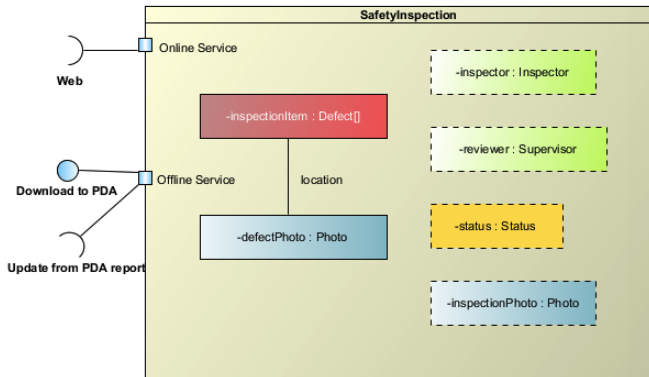 SafetyInspection
Online Service
Web
-inspector : Inspector
-inspectionItem : Defect[]
-reviewer : Supervisor
Download to PDA
Offline Service
location
-status : Status
-defectPhoto : Photo
Update from PDA report
-inspectionPhoto : Photo